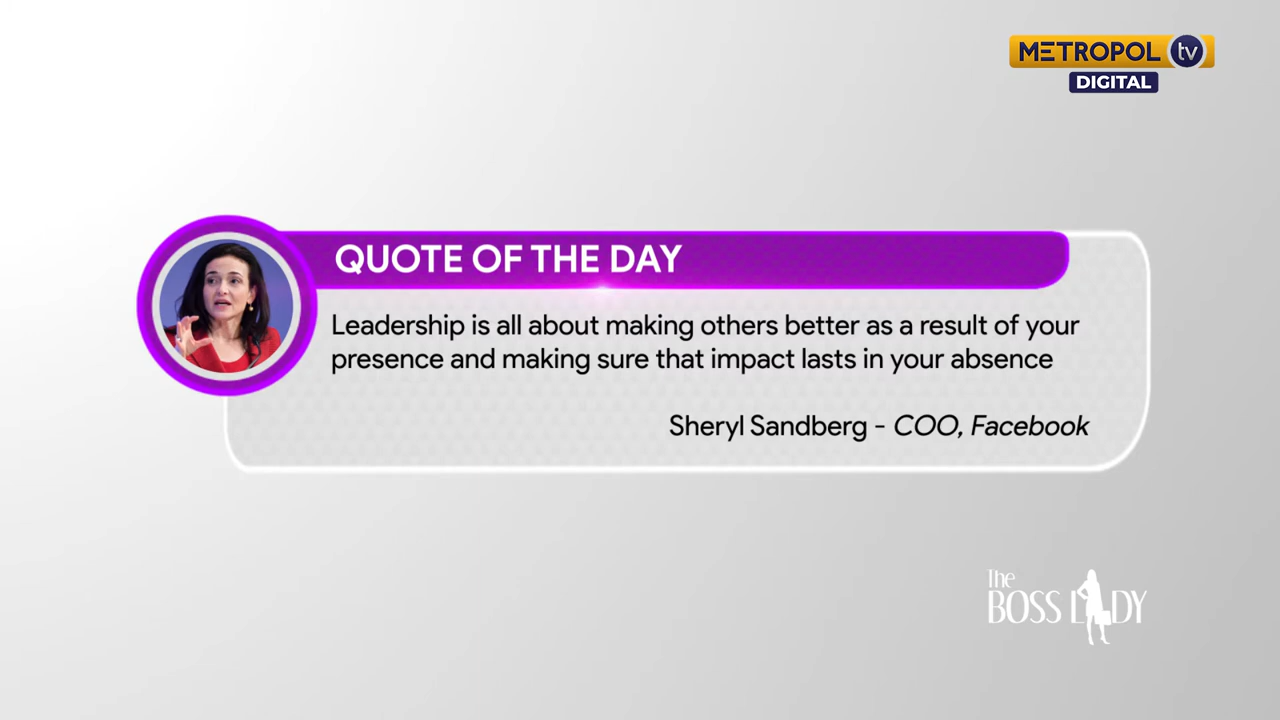 METROPOL tv
DIGITAL
QUOTE OF THE DAY
Leadership is all about making others better as a result of your
presence and making sure that impact lasts in your absence
Sheryl Sandberg - COO, Facebook
The
BOSS LADY